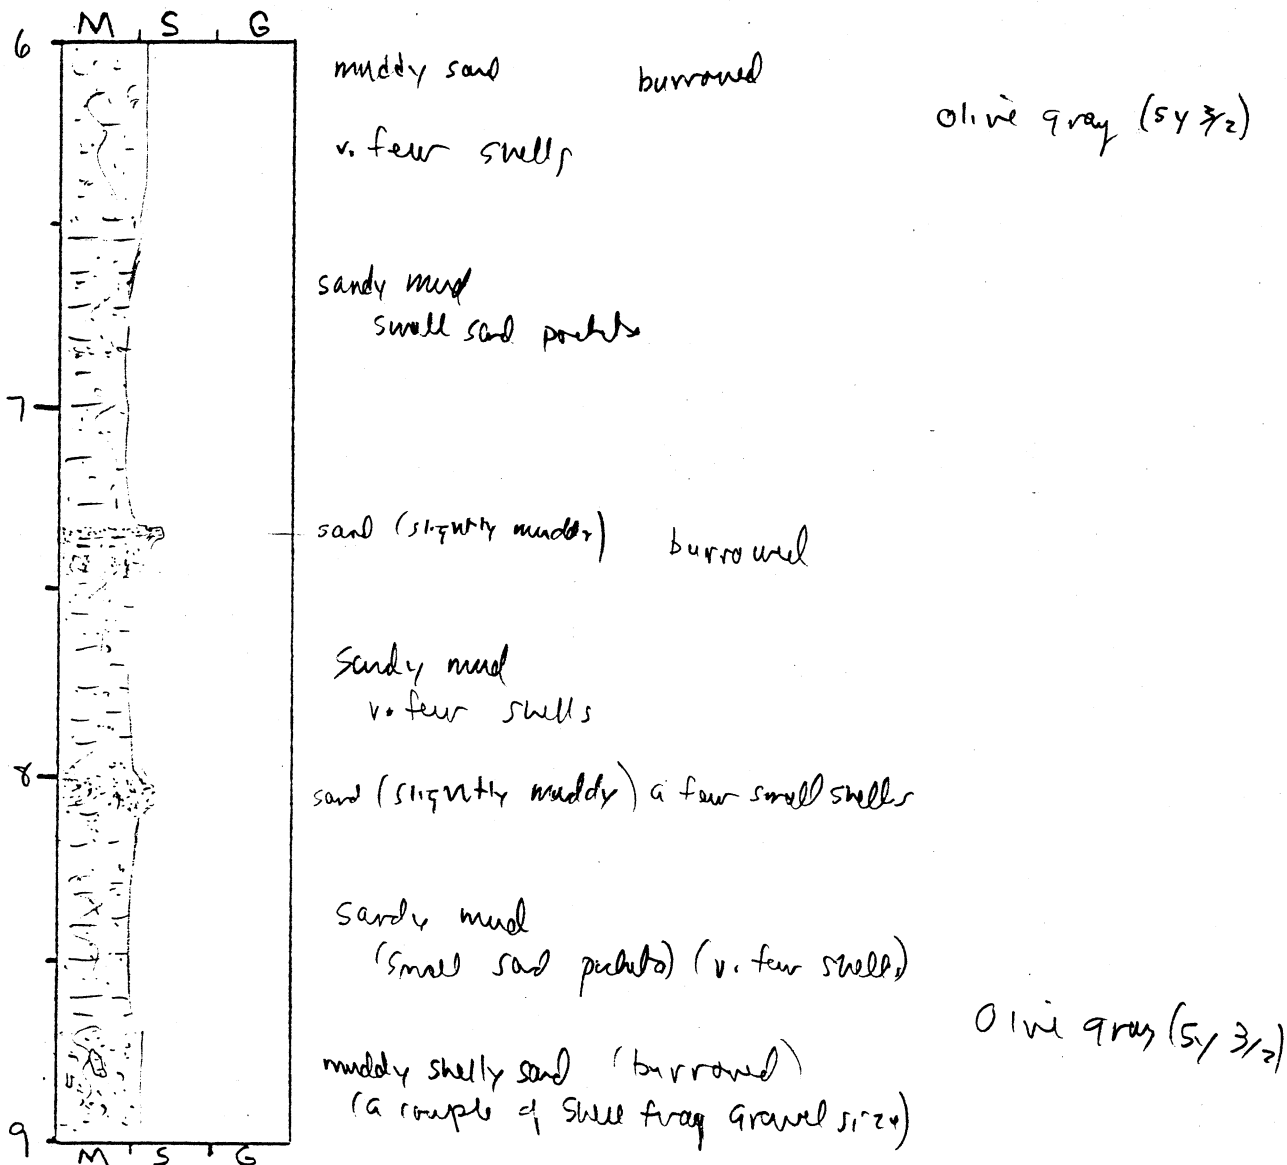 M S G
6
muddy sand burrowed
Olive gray (5Y 3/2)
v. few shells
sandy mud
small sand pockets
7
sand (slightly muddy) burrowed
Sandy mud
v. few shells
8
sand (slightly muddy) a few small shells
Sandy mud
(small sand pockets) (v. few shells)
Olive gray (5y 3/2)
muddy shelly sand (burrowed)
(a couple of Shell frag Gravel size)
9
M S G